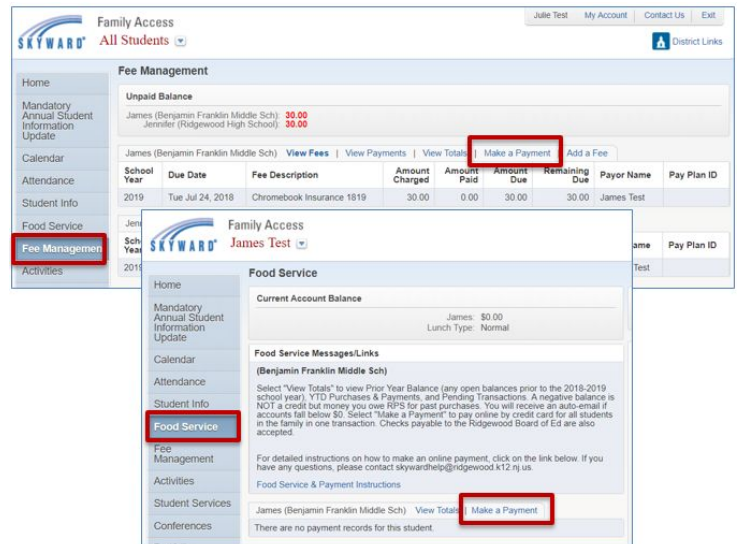 SKYWARD®
Family Access
All Students
Julie Test My Account Contact Us Exit
District Links
Home
Mandatory
Annual Student
Information
Update
Calendar
Attendance
Student Info
Food Service
Fee Management
Activities
Fee Management
Unpaid Balance
James (Benjamin Franklin Middle Sch): 30.00
Jennifer (Ridgewood High School): 30.00
James (Benjamin Franklin Middle Sch) View Fees | View Payments | View Totals | Make a Payment | Add a Fee
School Year Due Date Fee Description Amount Charged Amount Paid Amount Due Remaining Due Payor Name Pay Plan ID
2019 Tue Jul 24, 2018 Chromebook Insurance 1819 30.00 0.00 30.00 30.00 James Test
Pay Plan ID
Test
SKYWARD®
Family Access
James Test
Home
Mandatory
Annual Student
Information
Update
Calendar
Attendance
Student Info
Food Service
Fee
Management
Activities
Student Services
Conferences
Food Service
Current Account Balance
James: $0.00
Lunch Type: Normal
Food Service Messages/Links
(Benjamin Franklin Middle Sch)
Select "View Totals" to view Prior Year Balance (any open balances prior to the 2018-2019
school year), YTD Purchases & Payments, and Pending Transactions. A negative balance is
NOT a credit but money you owe RPS for past purchases. You will receive an auto-email if
accounts fall below $0. Select "Make a Payment" to pay online by credit card for all students
in the family in one transaction. Checks payable to the Ridgewood Board of Ed are also
accepted.
For detailed instructions on how to make an online payment, click on the link below. If you
have any questions, please contact skywardhelp@ridgewood.k12.nj.us.
Food Service & Payment Instructions
James (Benjamin Franklin Middle Sch) View Totals | Make a Payment
There are no payment records for this student.